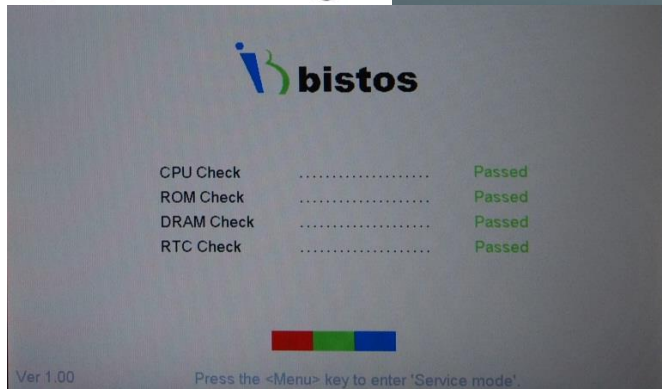 bistos
CPU Check .................... Passed
ROM Check .................... Passed
DRAM Check .................... Passed
RTC Check .................... Passed
Ver 1.00 Press the <Menu> key to enter 'Service mode'.